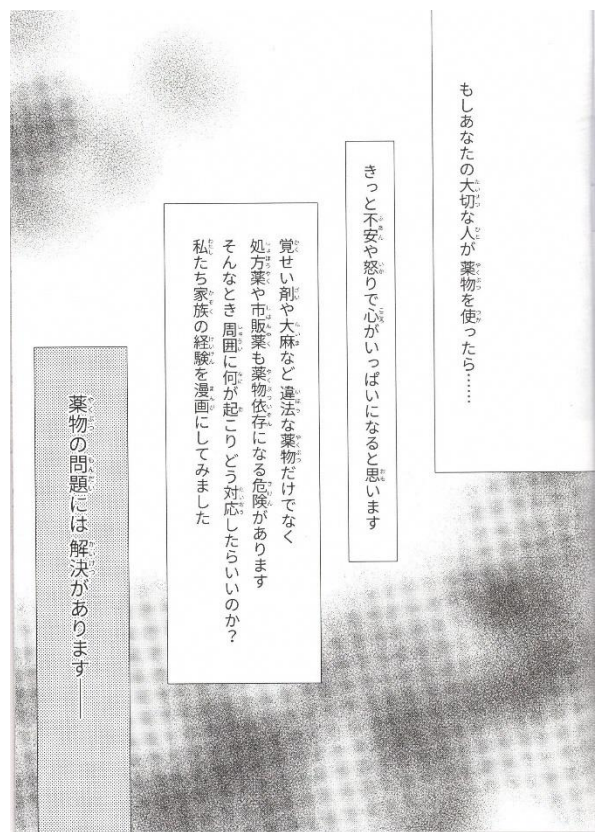 もしあなたの大切な人が 薬物を使ったら……
きっと不安や怒りで心がいっぱいになると思います
覚せい剤や大麻など 違法な薬物だけでなく
処方薬や市販薬も薬物依存になる危険があります
そんなとき 周囲に何が起こり どう対応したらいいのか？
私たち家族の経験を漫画にしてみました
薬物の問題には 解決があります――